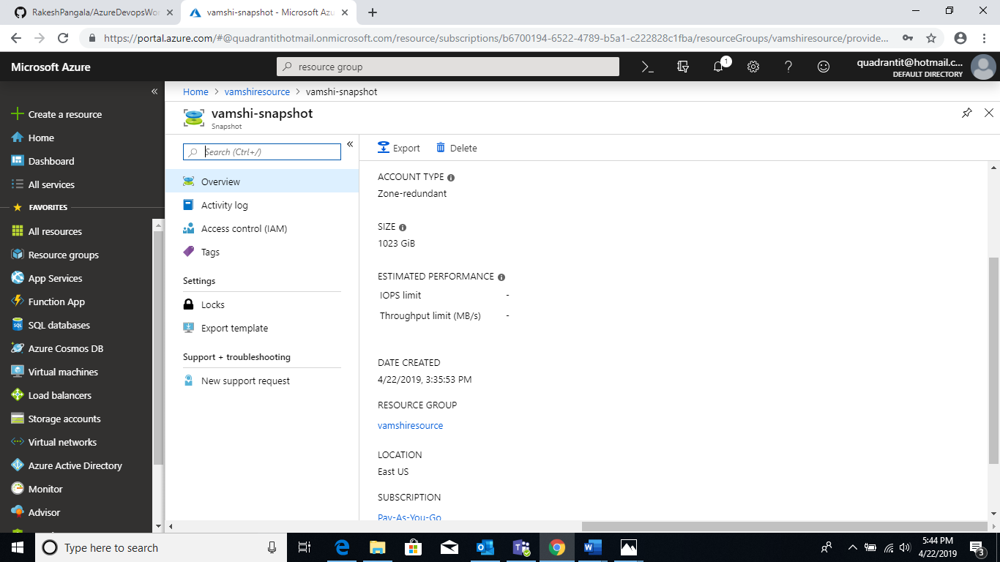 RakeshPangala/AzureDevopsWor
vamshi-snapshot - Microsoft Azu
https://portal.azure.com/#@quadrantithotmail.onmicrosoft.com/resource/subscriptions/b6700194-6522-4789-b5a1-c222828c1fba/resourceGroups/vamshiresource/provide...
Microsoft Azure
resource group
1
quadrantit@hotmail.c...
DEFAULT DIRECTORY
Create a resource
Home
Dashboard
All services
FAVORITES
All resources
Resource groups
App Services
Function App
SQL databases
Azure Cosmos DB
Virtual machines
Load balancers
Storage accounts
Virtual networks
Azure Active Directory
Monitor
Advisor
Home > vamshiresource > vamshi-snapshot
vamshi-snapshot
Snapshot
Search (Ctrl+/)
Overview
Activity log
Access control (IAM)
Tags
Settings
Locks
Export template
Support + troubleshooting
New support request
Export Delete
ACCOUNT TYPE
Zone-redundant
SIZE
1023 GiB
ESTIMATED PERFORMANCE
IOPS limit -
Throughput limit (MB/s) -
DATE CREATED
4/22/2019, 3:35:53 PM
RESOURCE GROUP
vamshiresource
LOCATION
East US
SUBSCRIPTION
Pay-As-You-Go
Type here to search
5:44 PM
4/22/2019
3